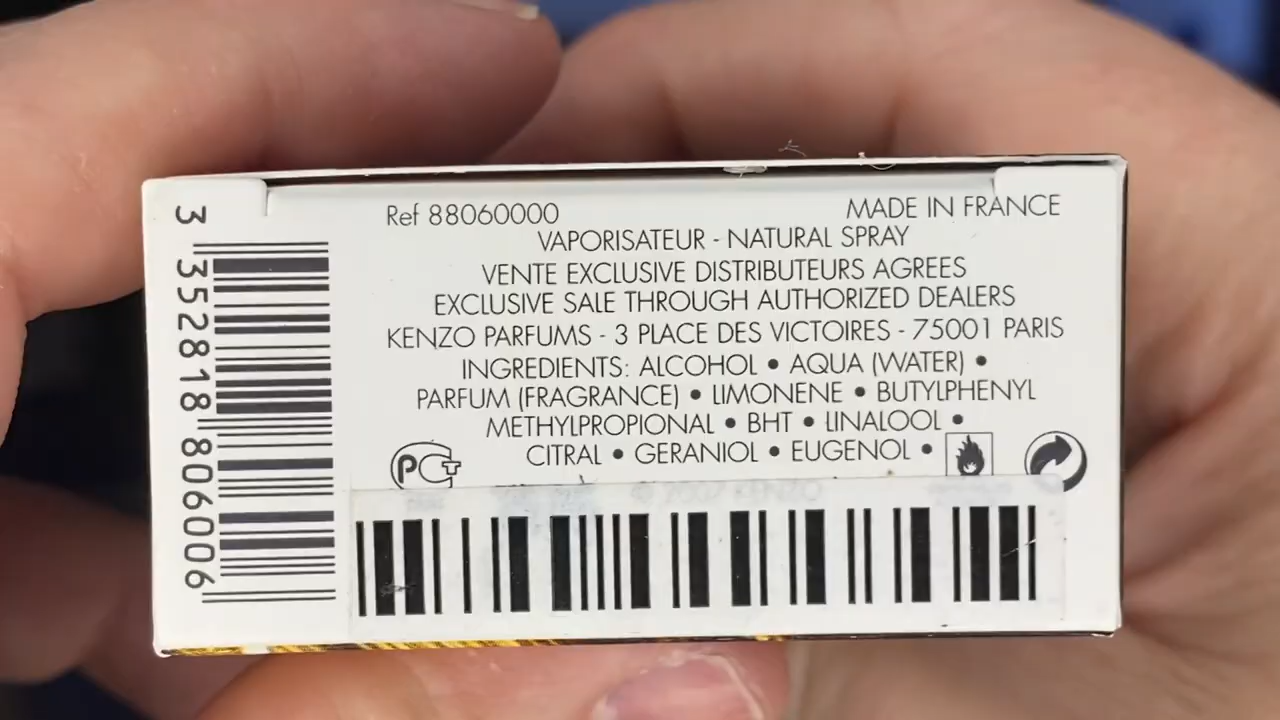 Ref 88060000 MADE IN FRANCE
VAPORISATEUR - NATURAL SPRAY
VENTE EXCLUSIVE DISTRIBUTEURS AGREES
EXCLUSIVE SALE THROUGH AUTHORIZED DEALERS
KENZO PARFUMS - 3 PLACE DES VICTOIRES - 75001 PARIS
INGREDIENTS: ALCOHOL • AQUA (WATER) •
PARFUM (FRAGRANCE) • LIMONENE • BUTYLPHENYL
METHYLPROPIONAL • BHT • LINALOOL •
CITRAL • GERANIOL • EUGENOL •
3 352818 806006